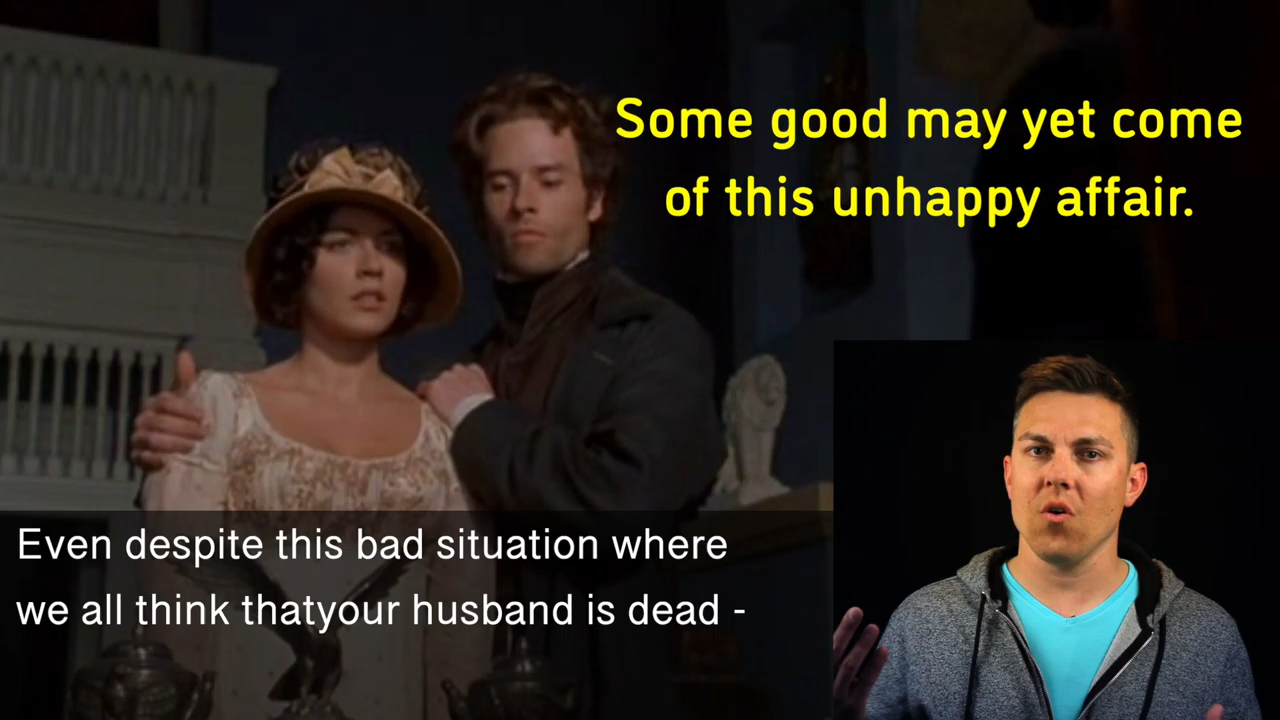 Some good may yet come
of this unhappy affair.
Even despite this bad situation where
we all think thatyour husband is dead -